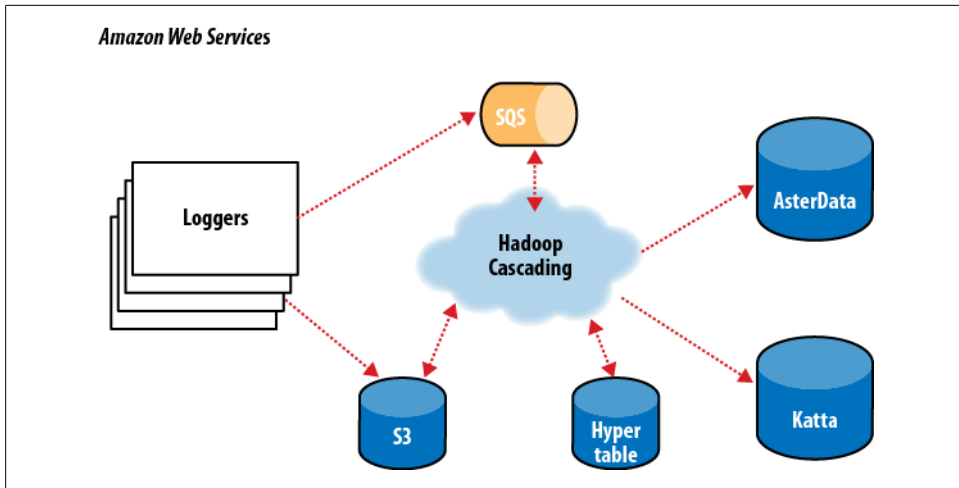 Amazon Web Services
SQS
Loggers
AsterData
Hadoop
Cascading
S3
Hyper
table
Katta